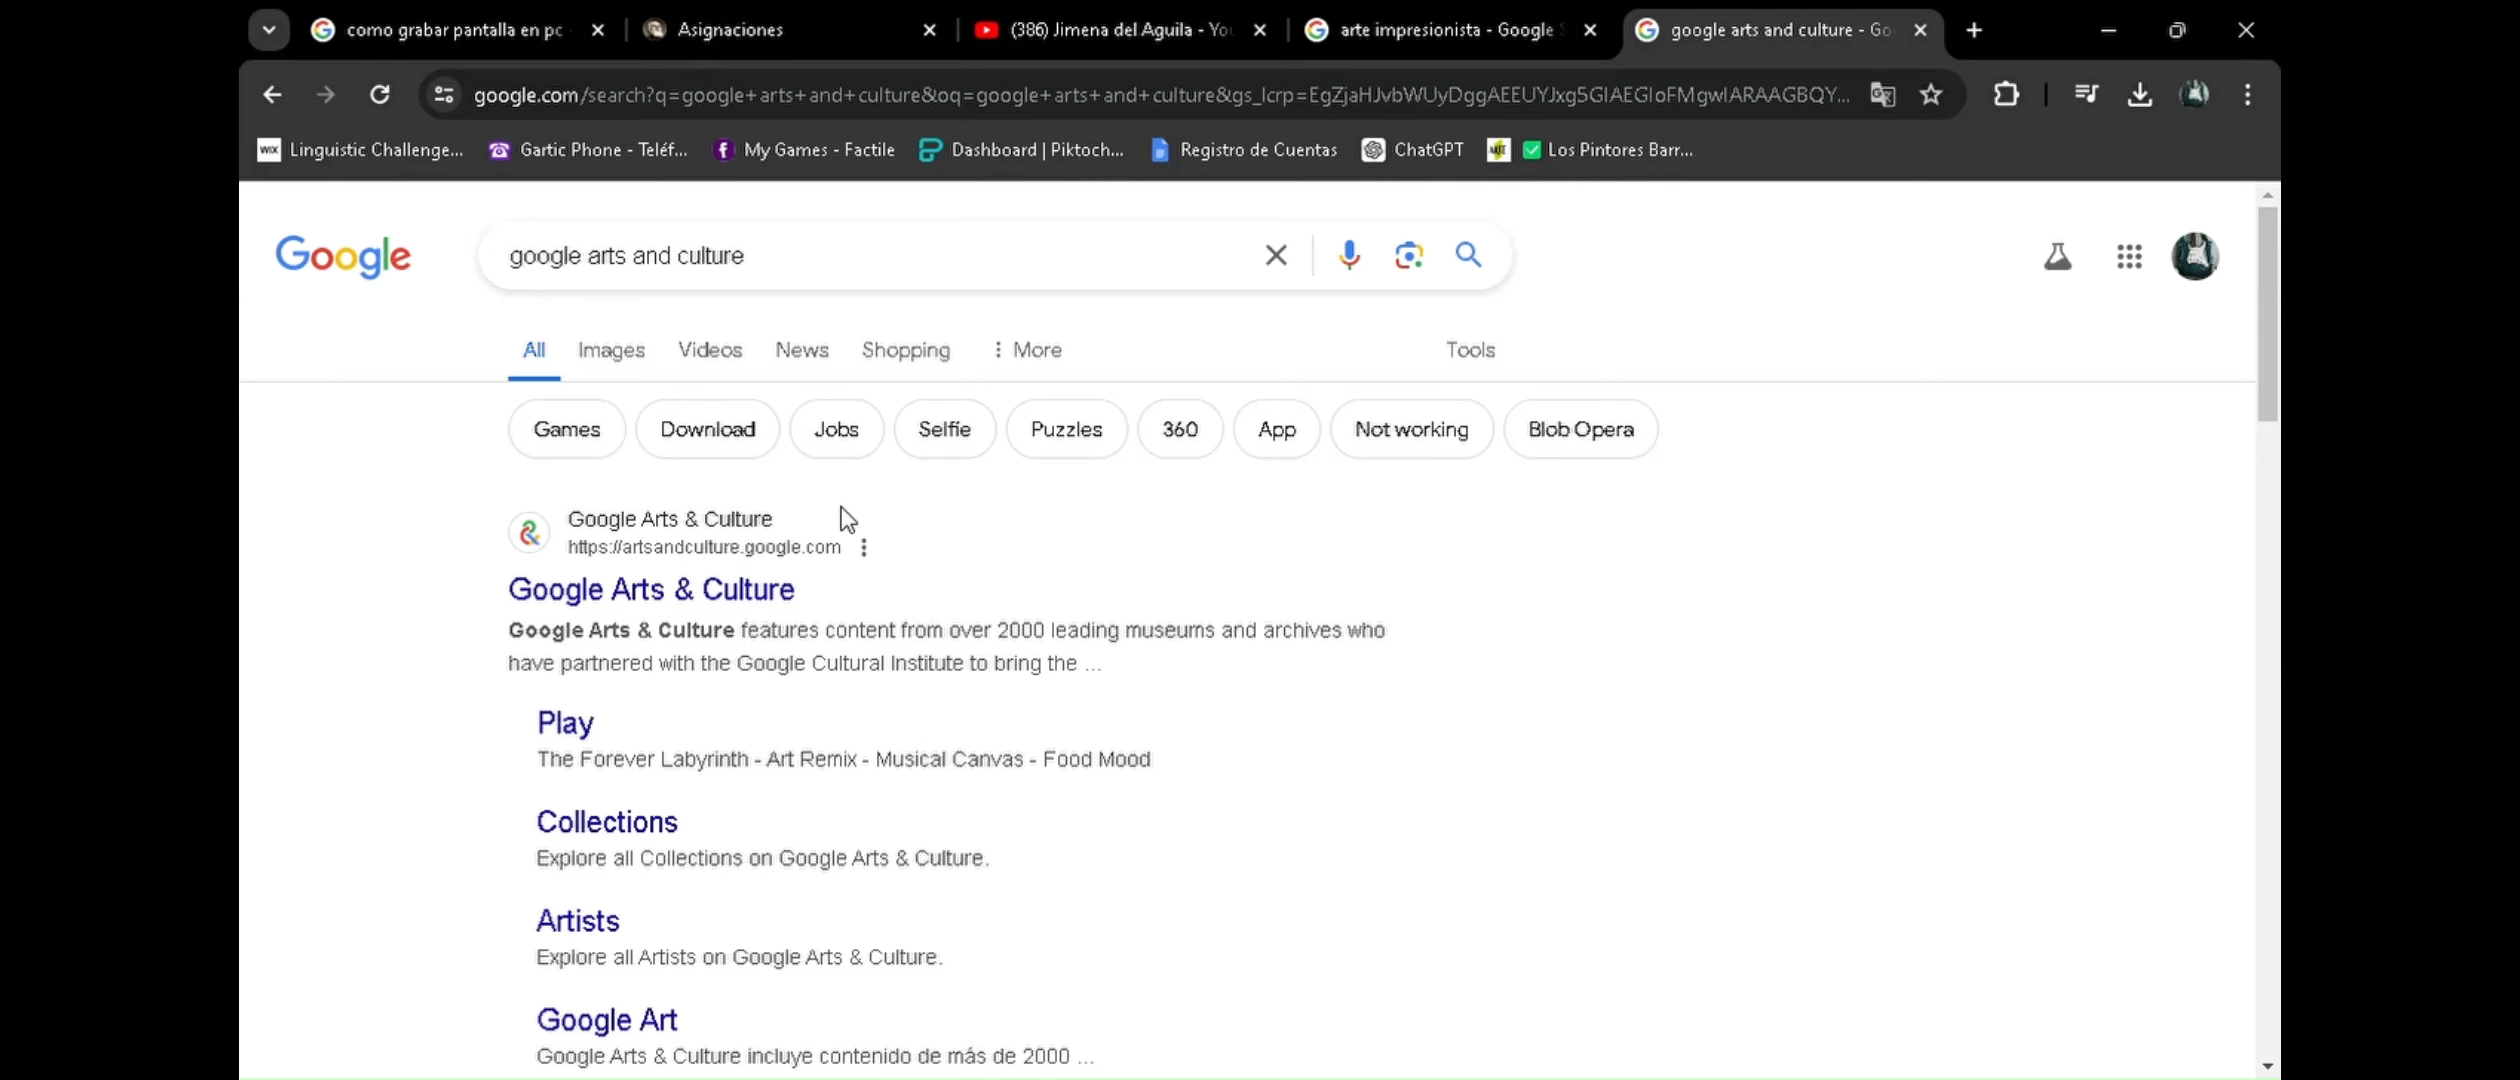 como grabar pantalla en pc
Asignaciones
(386) Jimena del Aguila - You
arte impresionista - Google S
google arts and culture - Go
google.com/search?q=google+arts+and+culture&oq=google+arts+and+culture&gs_lcrp=EgZjaHJvbWUyDggAEEUYJxg5GIAEGIoFMgwIARAAGBQY...
WIX Linguistic Challenge...
Gartic Phone - Teléf...
My Games - Factile
Dashboard | Piktoch...
Registro de Cuentas
ChatGPT
Los Pintores Barr...
Google
google arts and culture
All Images Videos News Shopping More Tools
Games Download Jobs Selfie Puzzles 360 App Not working Blob Opera
Google Arts & Culture
https://artsandculture.google.com
Google Arts & Culture
Google Arts & Culture features content from over 2000 leading museums and archives who
have partnered with the Google Cultural Institute to bring the ...
Play
The Forever Labyrinth - Art Remix - Musical Canvas - Food Mood
Collections
Explore all Collections on Google Arts & Culture.
Artists
Explore all Artists on Google Arts & Culture.
Google Art
Google Arts & Culture incluye contenido de más de 2000 ...